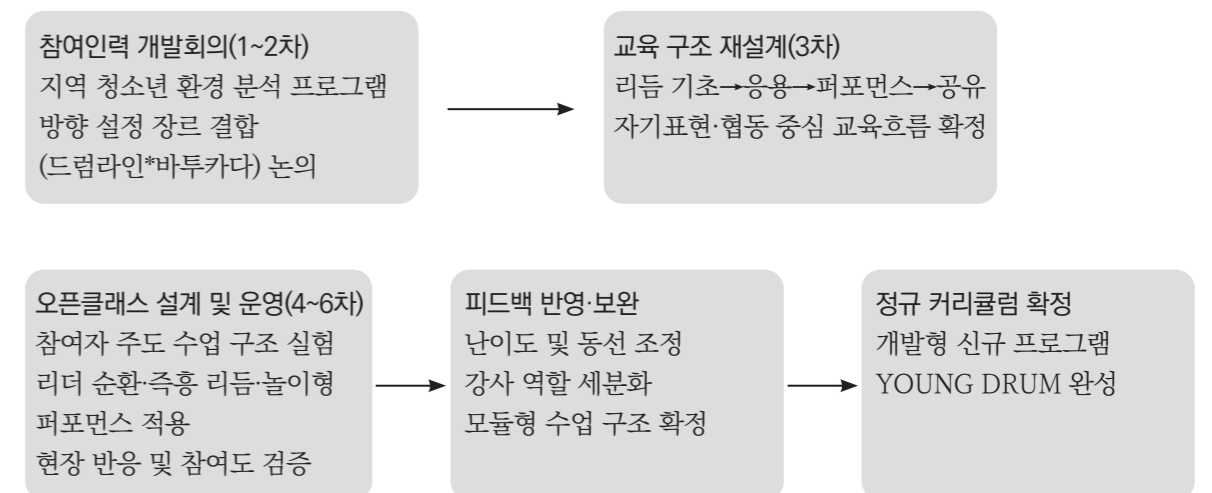 참여인력 개발회의(1~2차)
지역 청소년 환경 분석 프로그램
방향 설정 장르 결합
(드럼라인*바투카다) 논의
교육 구조 재설계(3차)
리듬 기초→응용→퍼포먼스→공유
자기표현·협동 중심 교육흐름 확정
오픈클래스 설계 및 운영(4~6차)
참여자 주도 수업 구조 실험
리더 순환·즉흥 리듬·놀이형
퍼포먼스 적용
현장 반응 및 참여도 검증
피드백 반영·보완
난이도 및 동선 조정
강사 역할 세분화
모듈형 수업 구조 확정
정규 커리큘럼 확정
개발형 신규 프로그램
YOUNG DRUM 완성